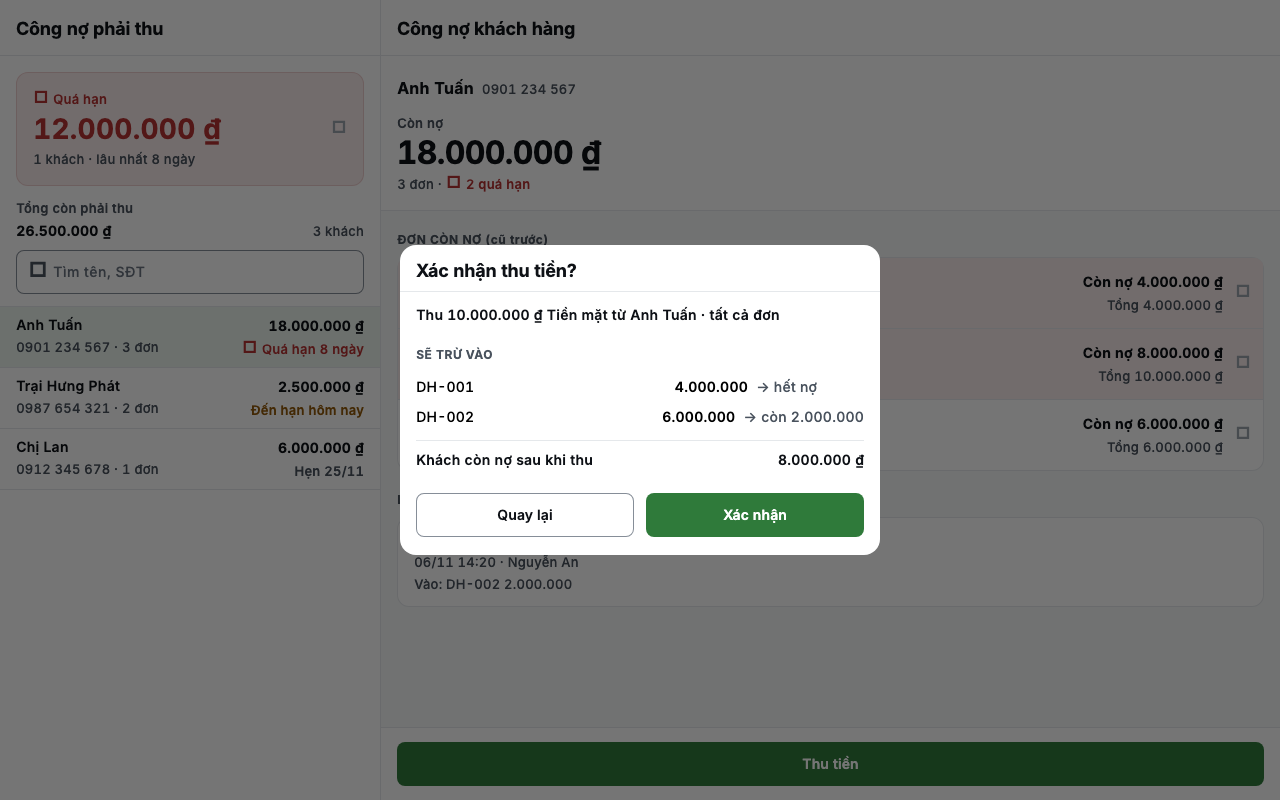 Công nợ phải thu
Quá hạn
12.000.000 ₫
1 khách · lâu nhất 8 ngày
Tổng còn phải thu
26.500.000 ₫ 3 khách
Tìm tên, SĐT
Anh Tuấn 18.000.000 ₫
0901 234 567 · 3 đơn Quá hạn 8 ngày
Trại Hưng Phát 2.500.000 ₫
0987 654 321 · 2 đơn Đến hạn hôm nay
Chị Lan 6.000.000 ₫
0912 345 678 · 1 đơn Hẹn 25/11
Công nợ khách hàng
Anh Tuấn 0901 234 567
Còn nợ
18.000.000 ₫
3 đơn · 2 quá hạn
ĐƠN CÒN NỢ (cũ trước)
Còn nợ 4.000.000 ₫
Tổng 4.000.000 ₫
Còn nợ 8.000.000 ₫
Tổng 10.000.000 ₫
Còn nợ 6.000.000 ₫
Tổng 6.000.000 ₫
Xác nhận thu tiền?
Thu 10.000.000 ₫ Tiền mặt từ Anh Tuấn · tất cả đơn
SẼ TRỪ VÀO
DH-001 4.000.000 → hết nợ
DH-002 6.000.000 → còn 2.000.000
Khách còn nợ sau khi thu 8.000.000 ₫
Quay lại Xác nhận
06/11 14:20 · Nguyễn An
Vào: DH-002 2.000.000
Thu tiền